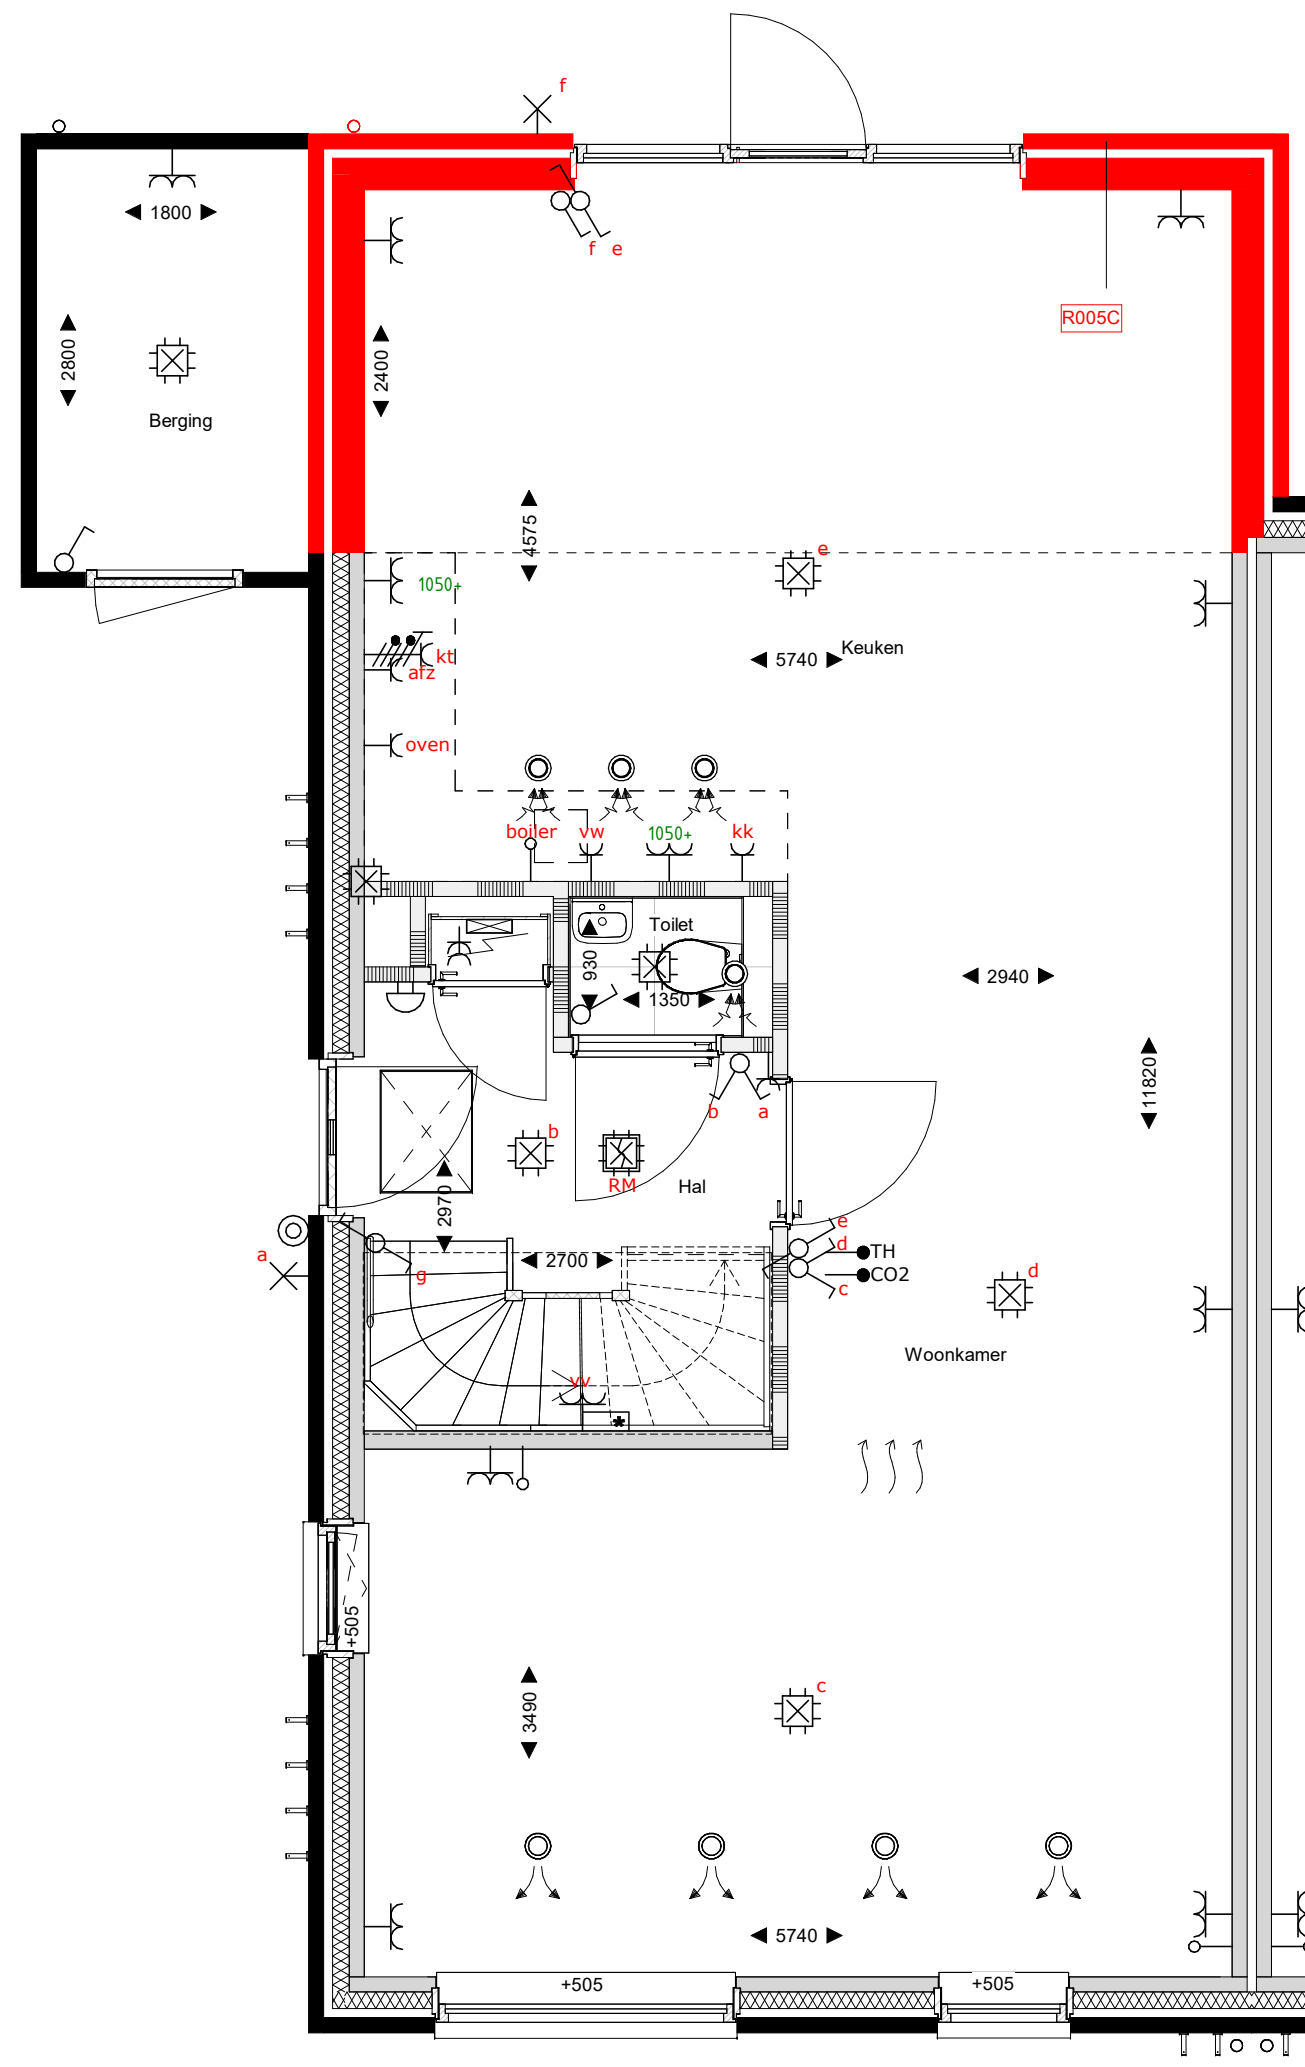 f
1800
f e
R005C
2800
2400
Berging
4575
e
1050+
Keuken
kt
5740
afz
oven
boiler vw 1050+ kk
Toilet
930
2940
1350
11820
b a
b
RM
Hal
2970
e
a
d TH
2700
g
CO2
c
d
Woonkamer
vv
*
+505
c
3490
5740
+505
+505